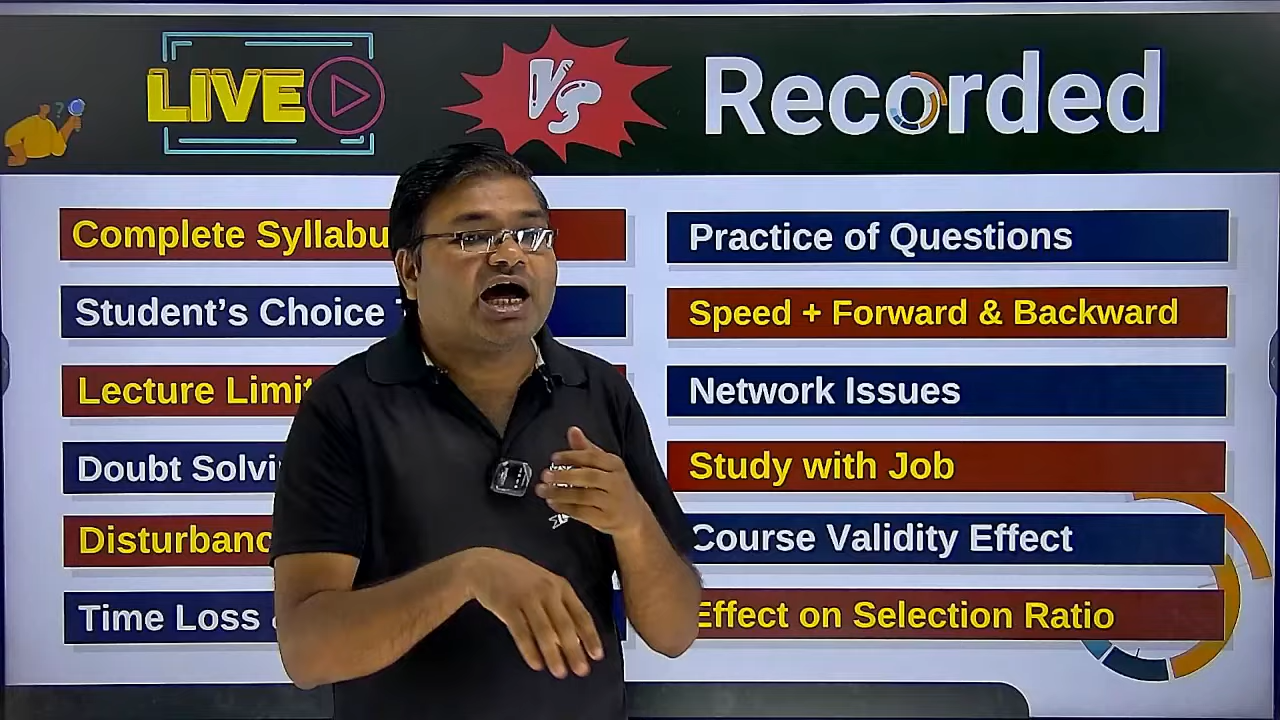 LIVE VS Recorded
Complete Syllabu
Student's Choice
Lecture Limit
Doubt Solvi
Disturbanc
Time Loss
Practice of Questions
Speed + Forward & Backward
Network Issues
Study with Job
Course Validity Effect
Effect on Selection Ratio